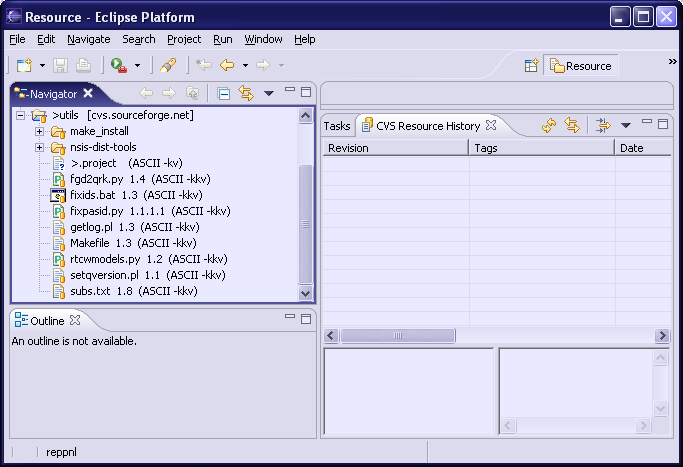 Resource - Eclipse Platform
File Edit Navigate Search Project Run Window Help
Resource
Navigator
>utils [cvs.sourceforge.net]
make_install
nsis-dist-tools
>.project (ASCII -kv)
fgd2qrk.py 1.4 (ASCII -kkv)
fixids.bat 1.3 (ASCII -kkv)
fixpasid.py 1.1.1.1 (ASCII -kkv)
getlog.pl 1.3 (ASCII -kkv)
Makefile 1.3 (ASCII -kkv)
rtcwmodels.py 1.2 (ASCII -kkv)
setqversion.pl 1.1 (ASCII -kkv)
subs.txt 1.8 (ASCII -kkv)
Tasks CVS Resource History
Revision Tags Date
Outline
An outline is not available.
reppnl